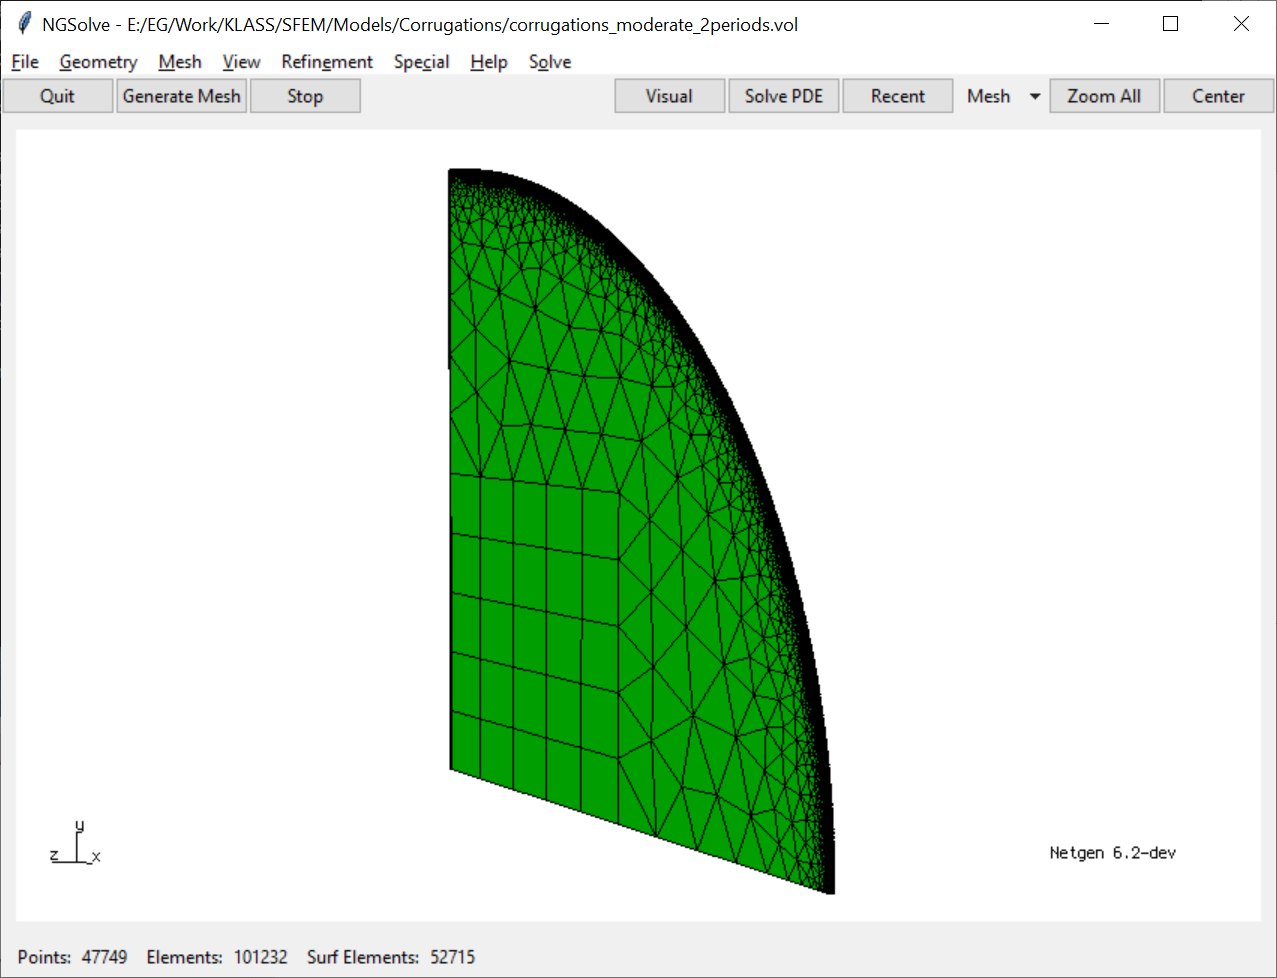 NGSolve - E:/EG/Work/KLASS/SFEM/Models/Corrugations/corrugations_moderate_2periods.vol
File Geometry Mesh View Refinement Special Help Solve
Quit Generate Mesh Stop Visual Solve PDE Recent Mesh Zoom All Center
y
z x
Netgen 6.2-dev
Points: 47749 Elements: 101232 Surf Elements: 52715